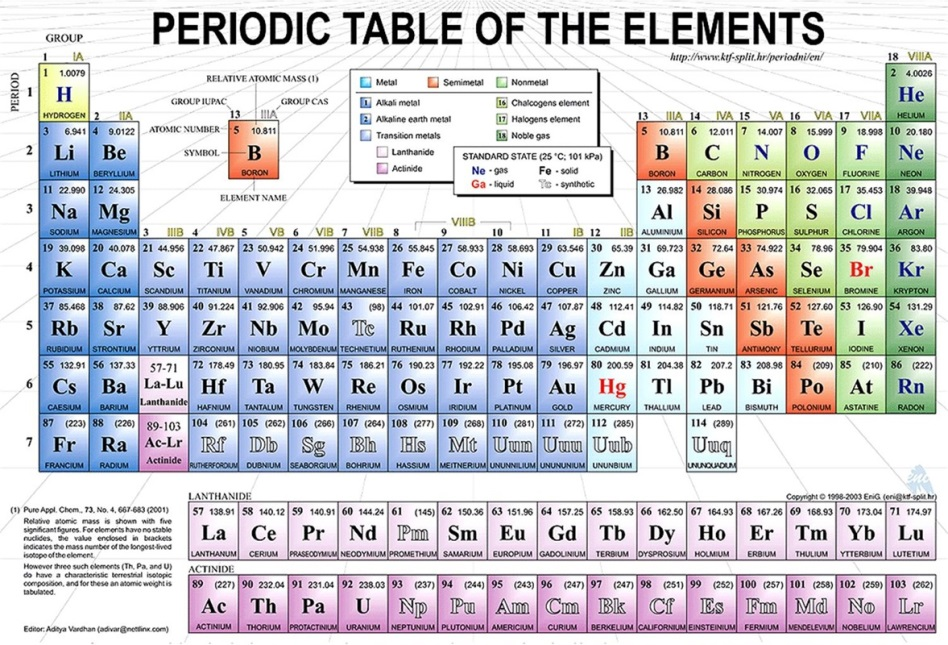 PERIODIC TABLE OF THE ELEMENTS
http://www.ktf-split.hr/periodni/en/
GROUP
PERIOD
1 IA
18 VIIIA
1
1 1.0079
H
HYDROGEN
2 4.0026
He
HELIUM
2 IIA
13 IIIA 14 IVA 15 VA 16 VIA 17 VIIA
RELATIVE ATOMIC MASS (1)
GROUP IUPAC
GROUP CAS
13 IIIA
ATOMIC NUMBER
5 10.811
SYMBOL
B
BORON
ELEMENT NAME
Metal Semimetal Nonmetal
1 Alkali metal
2 Alkaline earth metal
Transition metals
Lanthanide
Actinide
16 Chalcogens element
17 Halogens element
18 Noble gas
STANDARD STATE (25 °C; 101 kPa)
Ne - gas Fe - solid
Ga - liquid Tc - synthetic
2
3 6.941 4 9.0122 5 10.811 6 12.011 7 14.007 8 15.999 9 18.998 10 20.180
Li Be B C N O F Ne
LITHIUM BERYLLIUM BORON CARBON NITROGEN OXYGEN FLUORINE NEON
3
11 22.990 12 24.305 13 26.982 14 28.086 15 30.974 16 32.065 17 35.453 18 39.948
Na Mg Al Si P S Cl Ar
SODIUM MAGNESIUM ALUMINIUM SILICON PHOSPHORUS SULPHUR CHLORINE ARGON
3 IIIB 4 IVB 5 VB 6 VIB 7 VIIB 8 VIIIB 9 10 11 IB 12 IIB
4
19 39.098 20 40.078 21 44.956 22 47.867 23 50.942 24 51.996 25 54.938 26 55.845 27 58.933 28 58.693 29 63.546 30 65.39 31 69.723 32 72.64 33 74.922 34 78.96 35 79.904 36 83.80
K Ca Sc Ti V Cr Mn Fe Co Ni Cu Zn Ga Ge As Se Br Kr
POTASSIUM CALCIUM SCANDIUM TITANIUM VANADIUM CHROMIUM MANGANESE IRON COBALT NICKEL COPPER ZINC GALLIUM GERMANIUM ARSENIC SELENIUM BROMINE KRYPTON
5
37 85.468 38 87.62 39 88.906 40 91.224 41 92.906 42 95.94 43 (98) 44 101.07 45 102.91 46 106.42 47 107.87 48 112.41 49 114.82 50 118.71 51 121.76 52 127.60 53 126.90 54 131.29
Rb Sr Y Zr Nb Mo Tc Ru Rh Pd Ag Cd In Sn Sb Te I Xe
RUBIDIUM STRONTIUM YTTRIUM ZIRCONIUM NIOBIUM MOLYBDENUM TECHNETIUM RUTHENIUM RHODIUM PALLADIUM SILVER CADMIUM INDIUM TIN ANTIMONY TELLURIUM IODINE XENON
6
55 132.91 56 137.33 57-71 72 178.49 73 180.95 74 183.84 75 186.21 76 190.23 77 192.22 78 195.08 79 196.97 80 200.59 81 204.38 82 207.2 83 208.98 84 (209) 85 (210) 86 (222)
Cs Ba La-Lu Hf Ta W Re Os Ir Pt Au Hg Tl Pb Bi Po At Rn
CAESIUM BARIUM Lanthanide HAFNIUM TANTALUM TUNGSTEN RHENIUM OSMIUM IRIDIUM PLATINUM GOLD MERCURY THALLIUM LEAD BISMUTH POLONIUM ASTATINE RADON
7
87 (223) 88 (226) 89-103 104 (261) 105 (262) 106 (266) 107 (264) 108 (277) 109 (268) 110 (281) 111 (272) 112 (285) 114 (289)
Fr Ra Ac-Lr Rf Db Sg Bh Hs Mt Uun Uuu Uub Uuq
FRANCIUM RADIUM Actinide RUTHERFORDIUM DUBNIUM SEABORGIUM BOHRIUM HASSIUM MEITNERIUM UNUNNILIUM UNUNUNIUM UNUNBIUM UNUNQUADIUM
LANTHANIDE
Copyright © 1998-2003 EniG. (eni@ktf-split.hr)
57 138.91 58 140.12 59 140.91 60 144.24 61 (145) 62 150.36 63 151.96 64 157.25 65 158.93 66 162.50 67 164.93 68 167.26 69 168.93 70 173.04 71 174.97
La Ce Pr Nd Pm Sm Eu Gd Tb Dy Ho Er Tm Yb Lu
LANTHANUM CERIUM PRASEODYMIUM NEODYMIUM PROMETHIUM SAMARIUM EUROPIUM GADOLINIUM TERBIUM DYSPROSIUM HOLMIUM ERBIUM THULIUM YTTERBIUM LUTETIUM
ACTINIDE
89 (227) 90 232.04 91 231.04 92 238.03 93 (237) 94 (244) 95 (243) 96 (247) 97 (247) 98 (251) 99 (252) 100 (257) 101 (258) 102 (259) 103 (262)
Ac Th Pa U Np Pu Am Cm Bk Cf Es Fm Md No Lr
ACTINIUM THORIUM PROTACTINIUM URANIUM NEPTUNIUM PLUTONIUM AMERICIUM CURIUM BERKELIUM CALIFORNIUM EINSTEINIUM FERMIUM MENDELEVIUM NOBELIUM LAWRENCIUM
(1) Pure Appl. Chem., 73, No. 4, 667-683 (2001)
Relative atomic mass is shown with five
significant figures. For elements have no stable
nuclides, the value enclosed in brackets
indicates the mass number of the longest-lived
isotope of the element.
However three such elements (Th, Pa, and U)
do have a characteristic terrestrial isotopic
composition, and for these an atomic weight is
tabulated.
Editor: Aditya Vardhan (adivar@nettlinx.com)